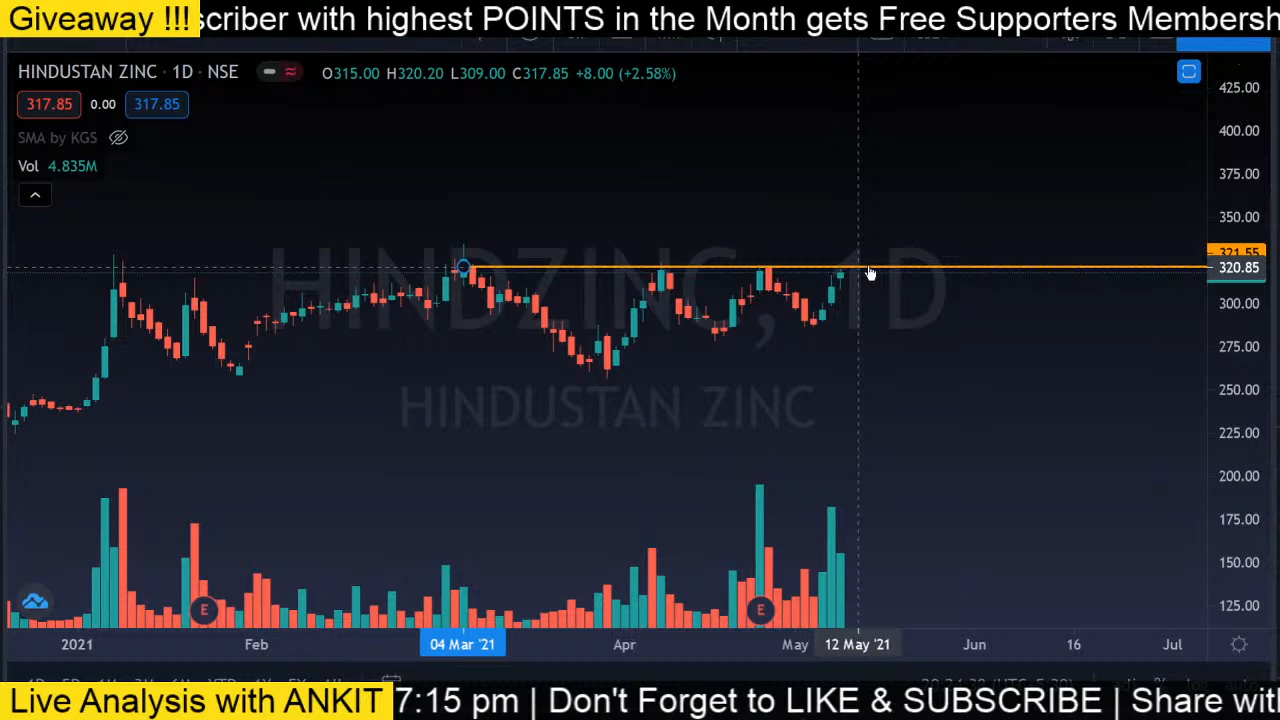 Giveaway !!! scriber with highest POINTS in the Month gets Free Supporters Membersh
HINDUSTAN ZINC · 1D · NSE O315.00 H320.20 L309.00 C317.85 +8.00 (+2.58%)
317.85 0.00 317.85
SMA by KGS
Vol 4.835M
425.00
400.00
375.00
350.00
321.55
320.85
300.00
275.00
250.00
225.00
200.00
175.00
150.00
125.00
HINDZINC, 1D
HINDUSTAN ZINC
E E
2021 Feb 04 Mar '21 Apr May 12 May '21 Jun 16 Jul
Live Analysis with ANKIT 7:15 pm | Don't Forget to LIKE & SUBSCRIBE | Share wit